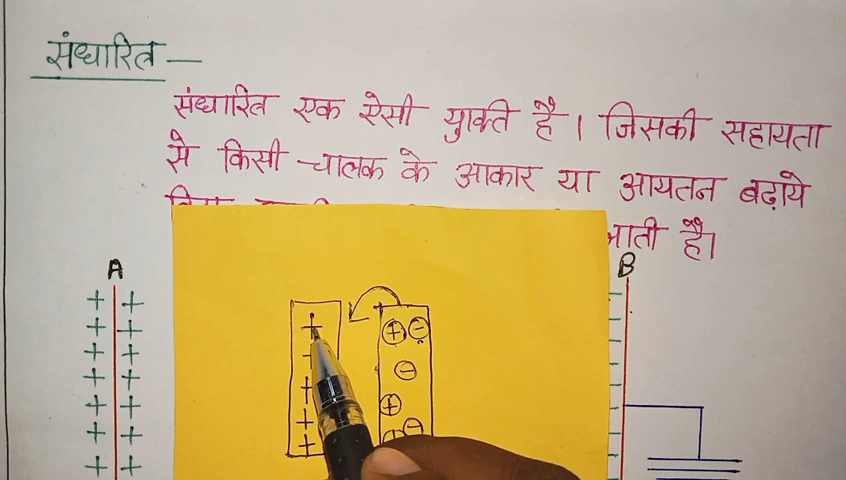 संधारित्र —
संधारित्र एक ऐसी युक्ति है। जिसकी सहायता
से किसी चालक के आकार या आयतन बढ़ाये
जाती है।
A
B